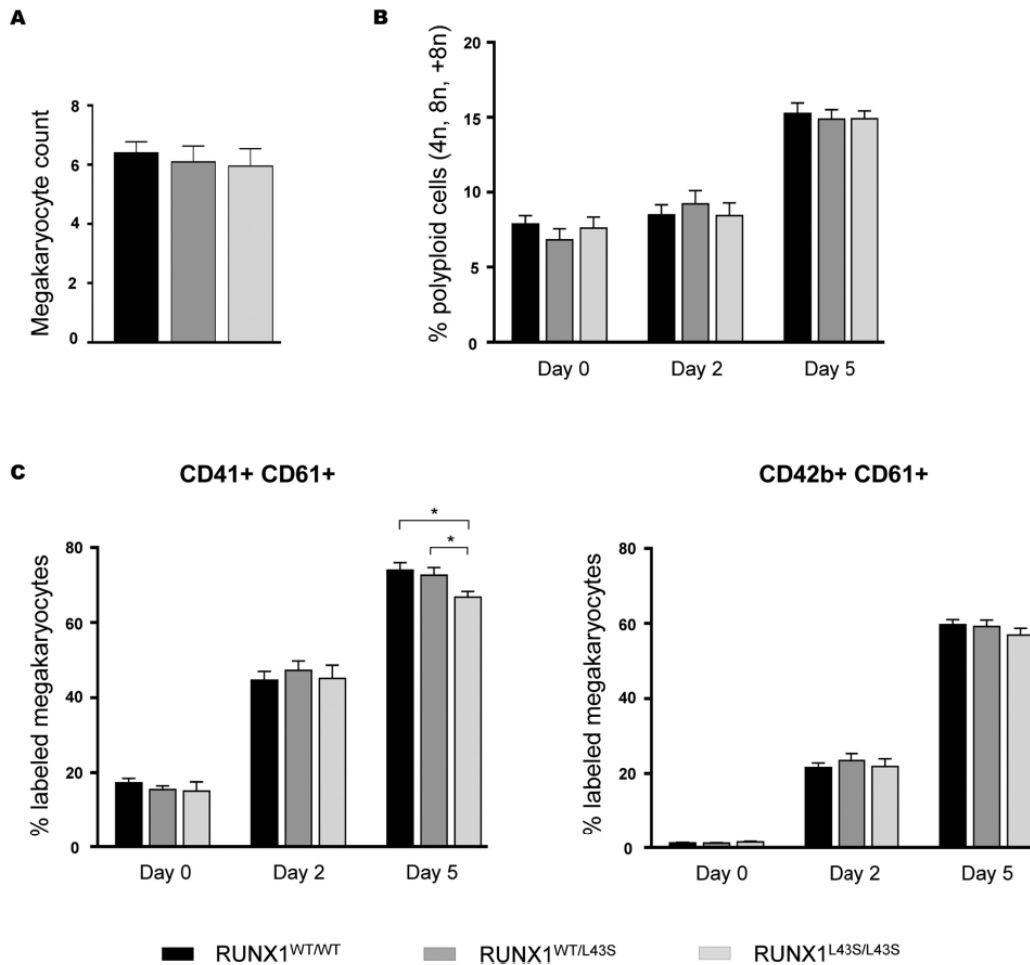 A
Megakaryocyte count
8
6
4
2
0
B
% polyploid cells (4n, 8n, +8n)
20
15
10
5
0
Day 0 Day 2 Day 5
C
CD41+ CD61+
% labeled megakaryocytes
80
60
40
20
0
*
*
Day 0 Day 2 Day 5
CD42b+ CD61+
% labeled megakaryocytes
80
60
40
20
0
Day 0 Day 2 Day 5
RUNX1WT/WT RUNX1WT/L43S RUNX1L43S/L43S